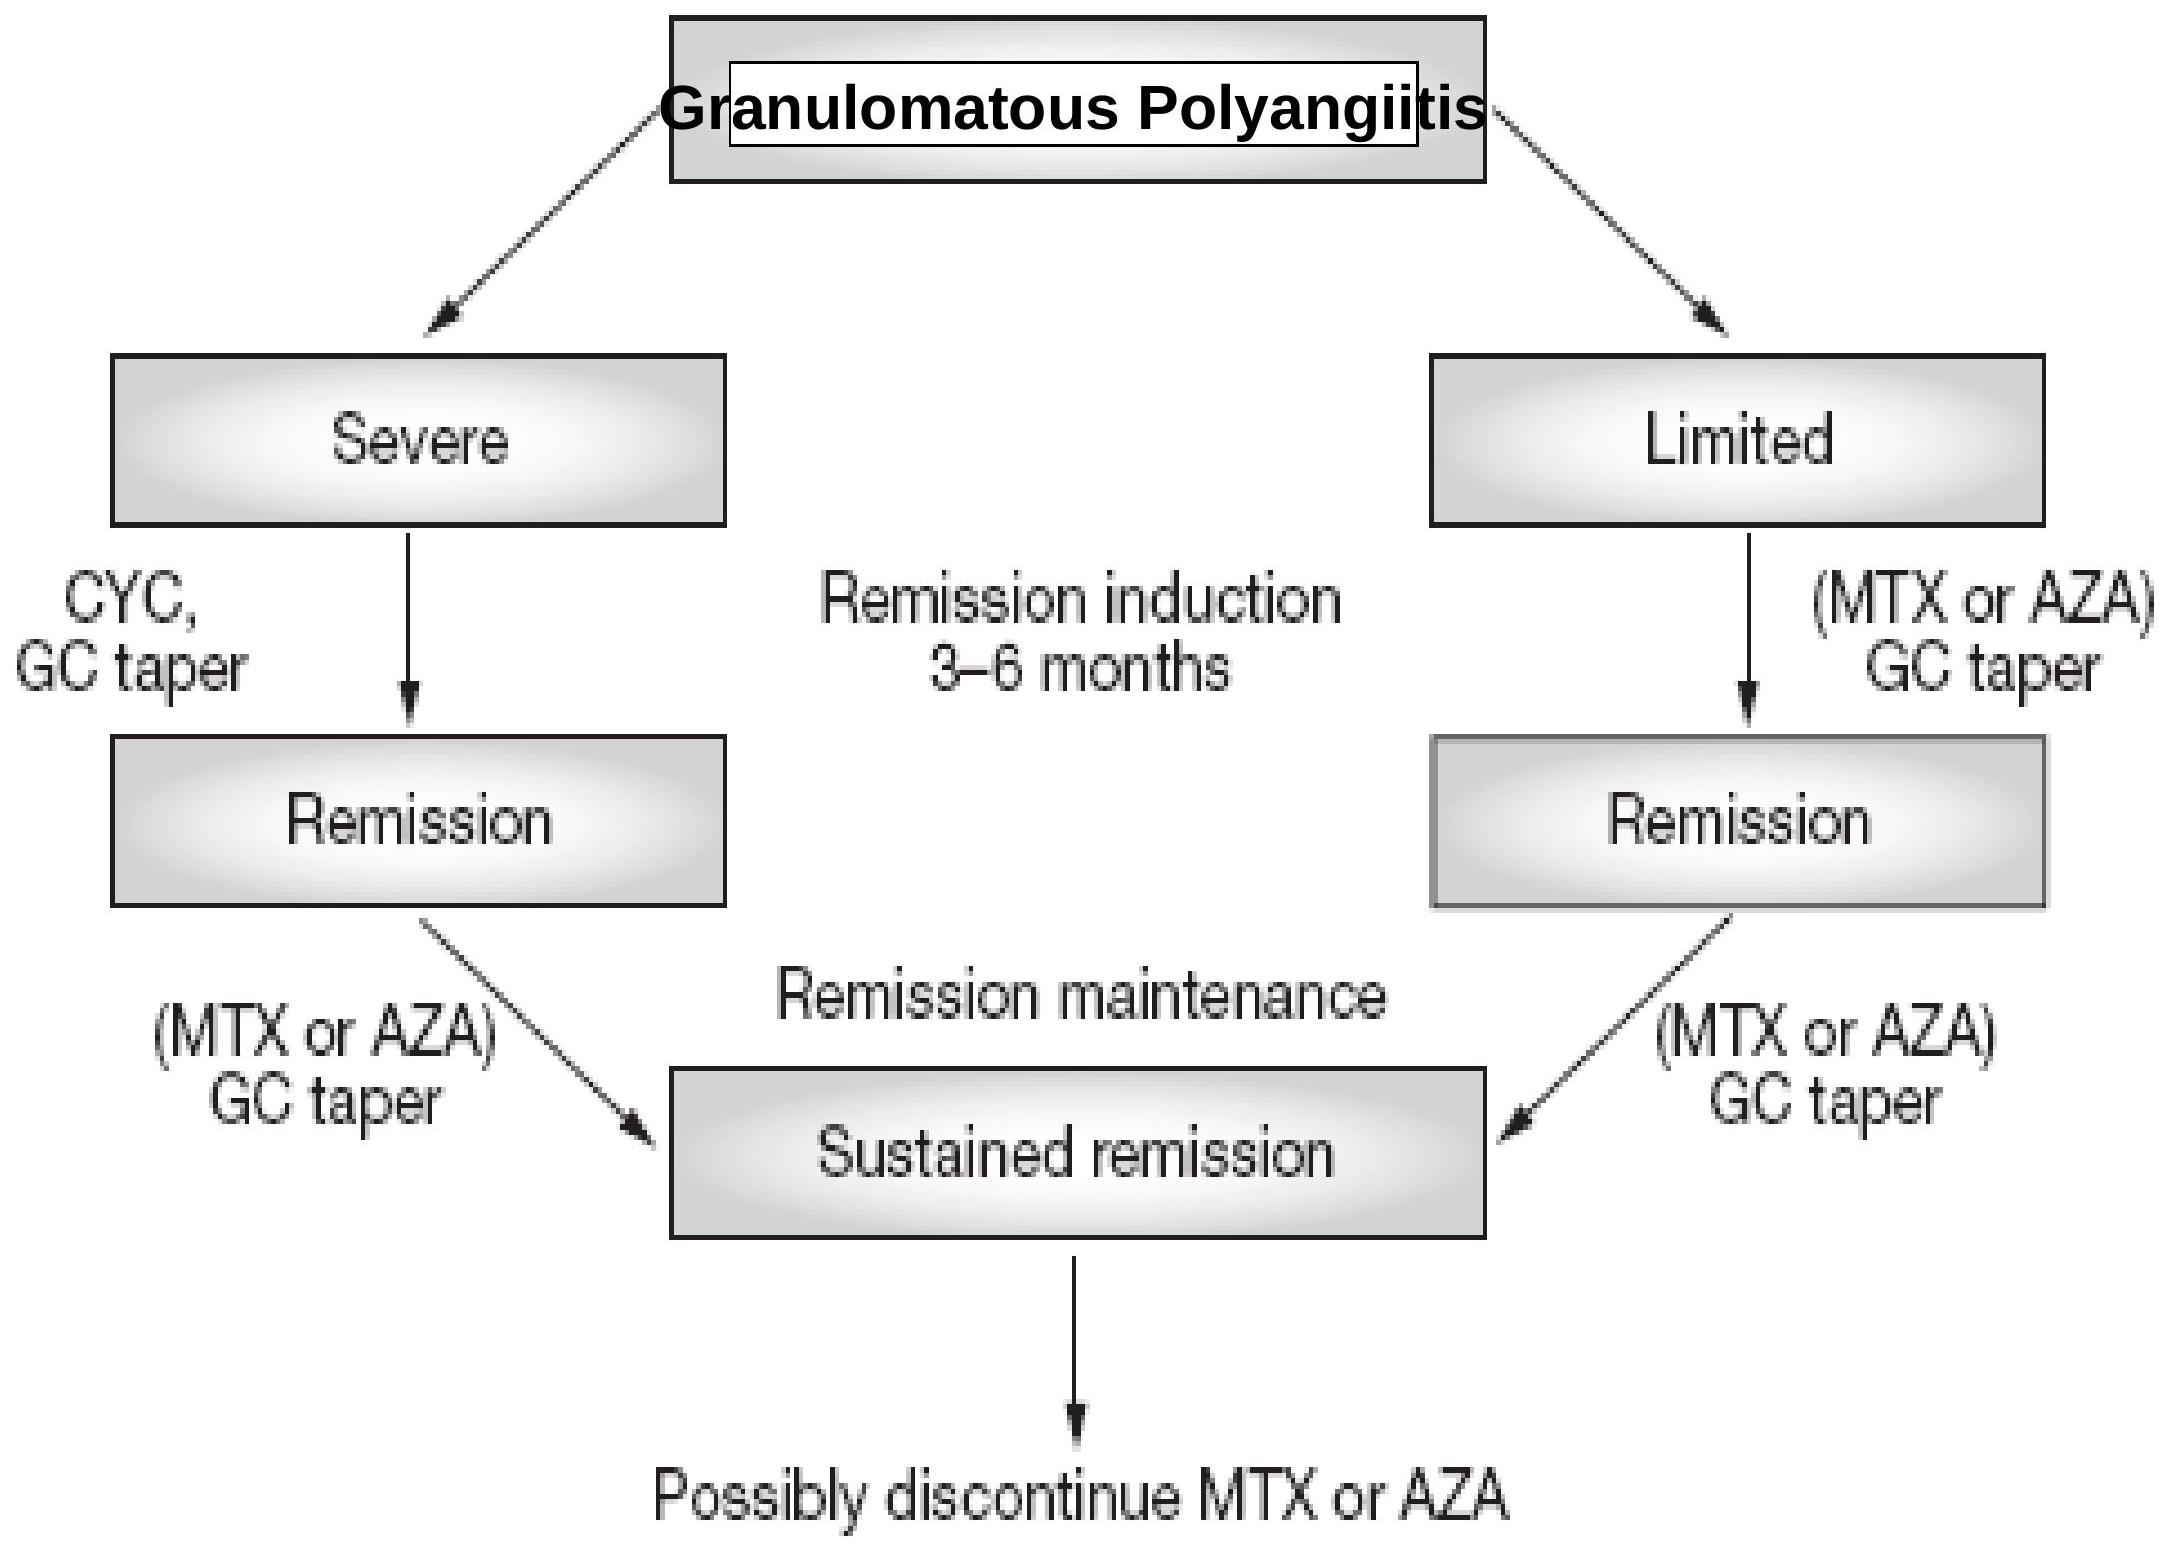 Granulomatous Polyangiitis
Severe
Limited
CYC,
GC taper
Remission induction
3–6 months
(MTX or AZA)
GC taper
Remission
Remission
(MTX or AZA)
GC taper
Remission maintenance
(MTX or AZA)
GC taper
Sustained remission
Possibly discontinue MTX or AZA